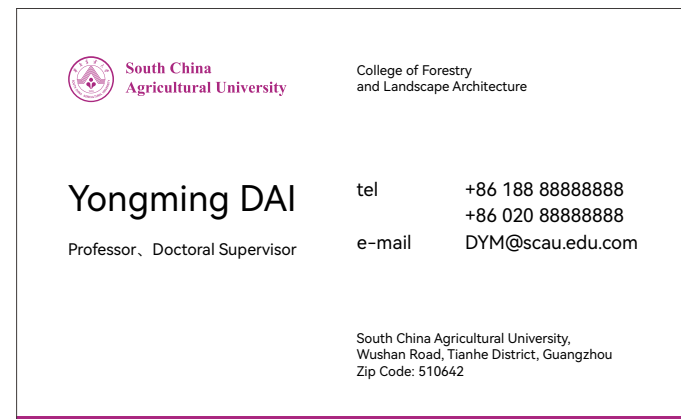 South China
Agricultural University
College of Forestry
and Landscape Architecture
Yongming DAI
Professor、Doctoral Supervisor
tel +86 188 88888888
+86 020 88888888
e-mail DYM@scau.edu.com
South China Agricultural University,
Wushan Road, Tianhe District, Guangzhou
Zip Code: 510642